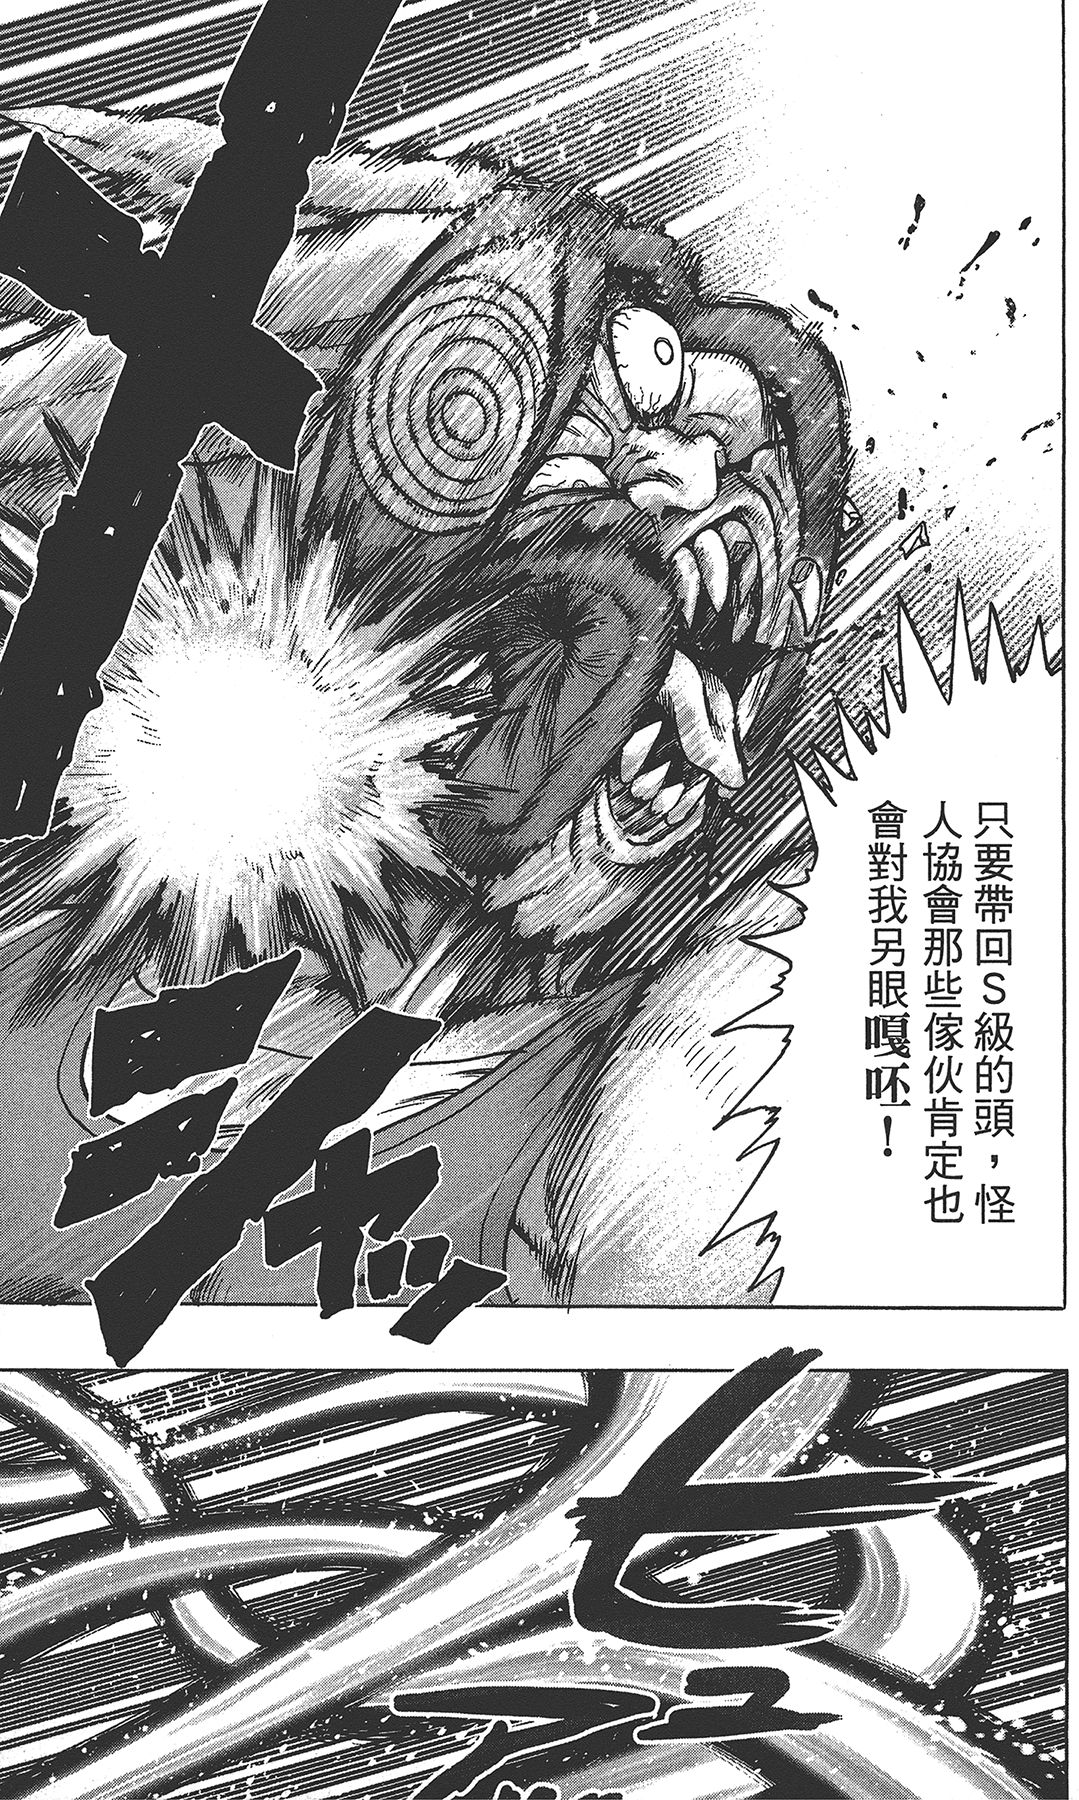 只要帶回S級的頭，怪
人協會那些傢伙肯定也
會對我另眼嘎呸！
ドシャッ
ヒュ